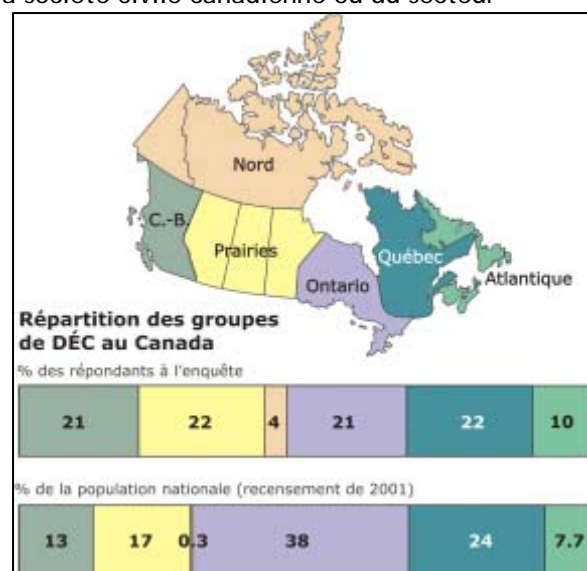 a société civile canadienne ou du secteur
Nord
C.-B.
Prairies
Québec
Ontario
Atlantique
Répartition des groupes
de DÉC au Canada
% des répondants à l'enquête
21 22 4 21 22 10
% de la population nationale (recensement de 2001)
13 17 0.3 38 24 7.7